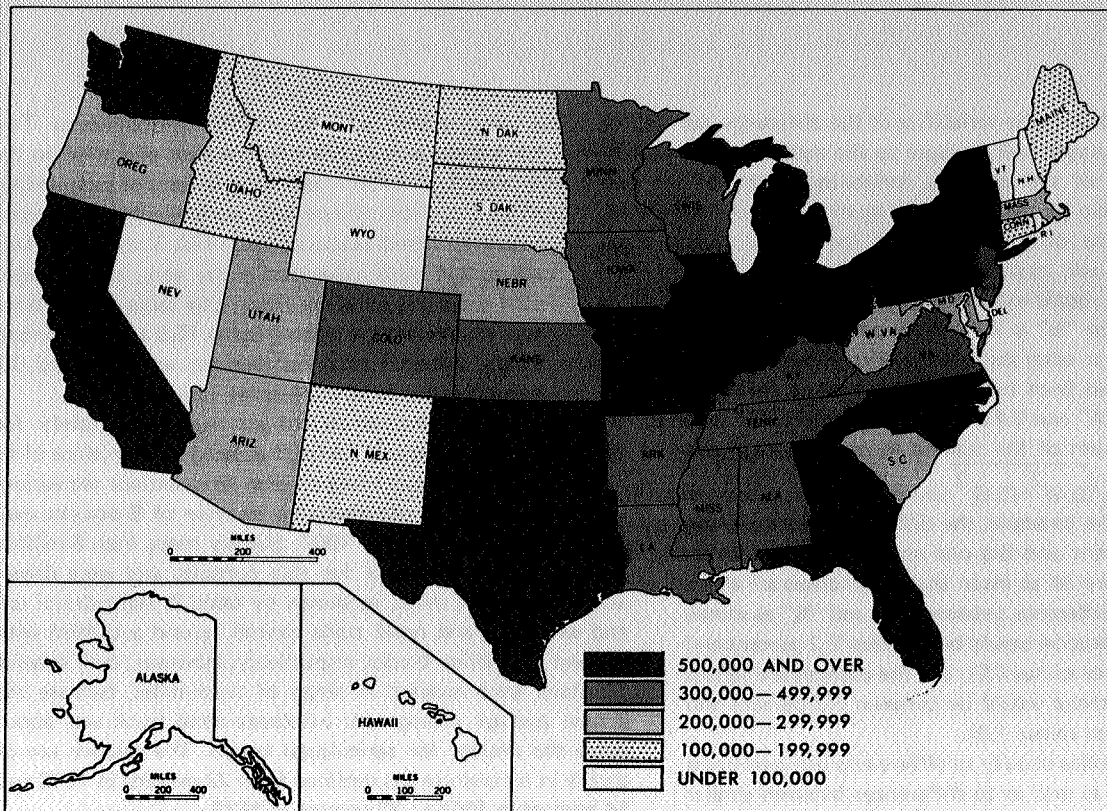 MAINE
MONT
N DAK
MINN
OREG
VT
N H
IDAHO
S DAK
WIS
MASS
CONN
R I
WYO
IOWA
NEV
NEBR
UTAH
MD
DEL
W VA
COLO
KANS
VA
KY
TENN
ARIZ
N MEX
ARK
S C
MISS
ALA
LA
MILES
0 200 400
ALASKA
MILES
0 200 400
HAWAII
MILES
0 100 200
500,000 AND OVER
300,000—499,999
200,000—299,999
100,000—199,999
UNDER 100,000